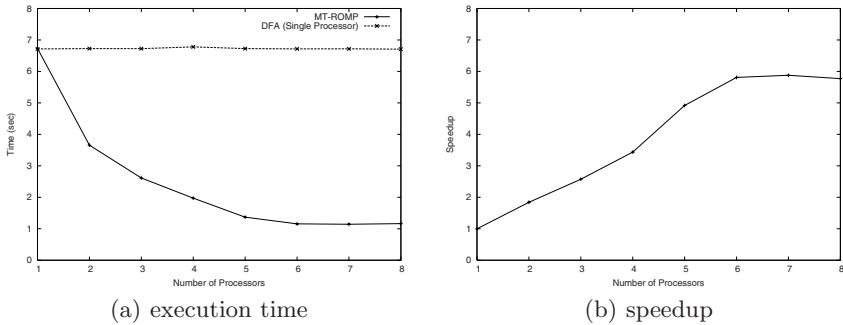 MT-ROMP
DFA (Single Processor)
8
7
6
5
4
3
2
1
0
Time (sec)
1 2 3 4 5 6 7 8
Number of Processors
(a) execution time
8
7
6
5
4
3
2
1
0
Speedup
1 2 3 4 5 6 7 8
Number of Processors
(b) speedup